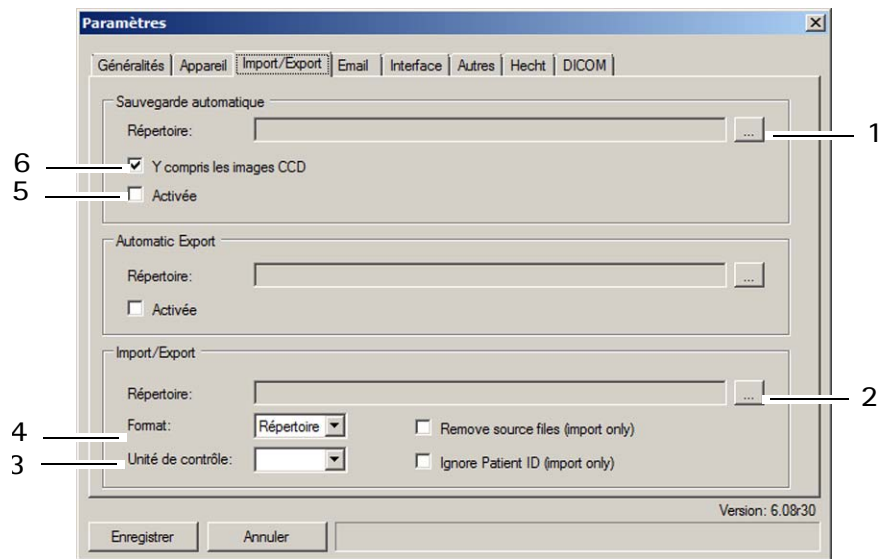 Paramètres
Généralités Appareil Import/Export Email Interface Autres Hecht DICOM
Sauvegarde automatique
Répertoire: ... 1
6 Y compris les images CCD
5 Activée
Automatic Export
Répertoire: ...
Activée
Import/Export
Répertoire: ... 2
4 Format: Répertoire Remove source files (import only)
3 Unité de contrôle: Ignore Patient ID (import only)
Version: 6.08r30
Enregistrer Annuler